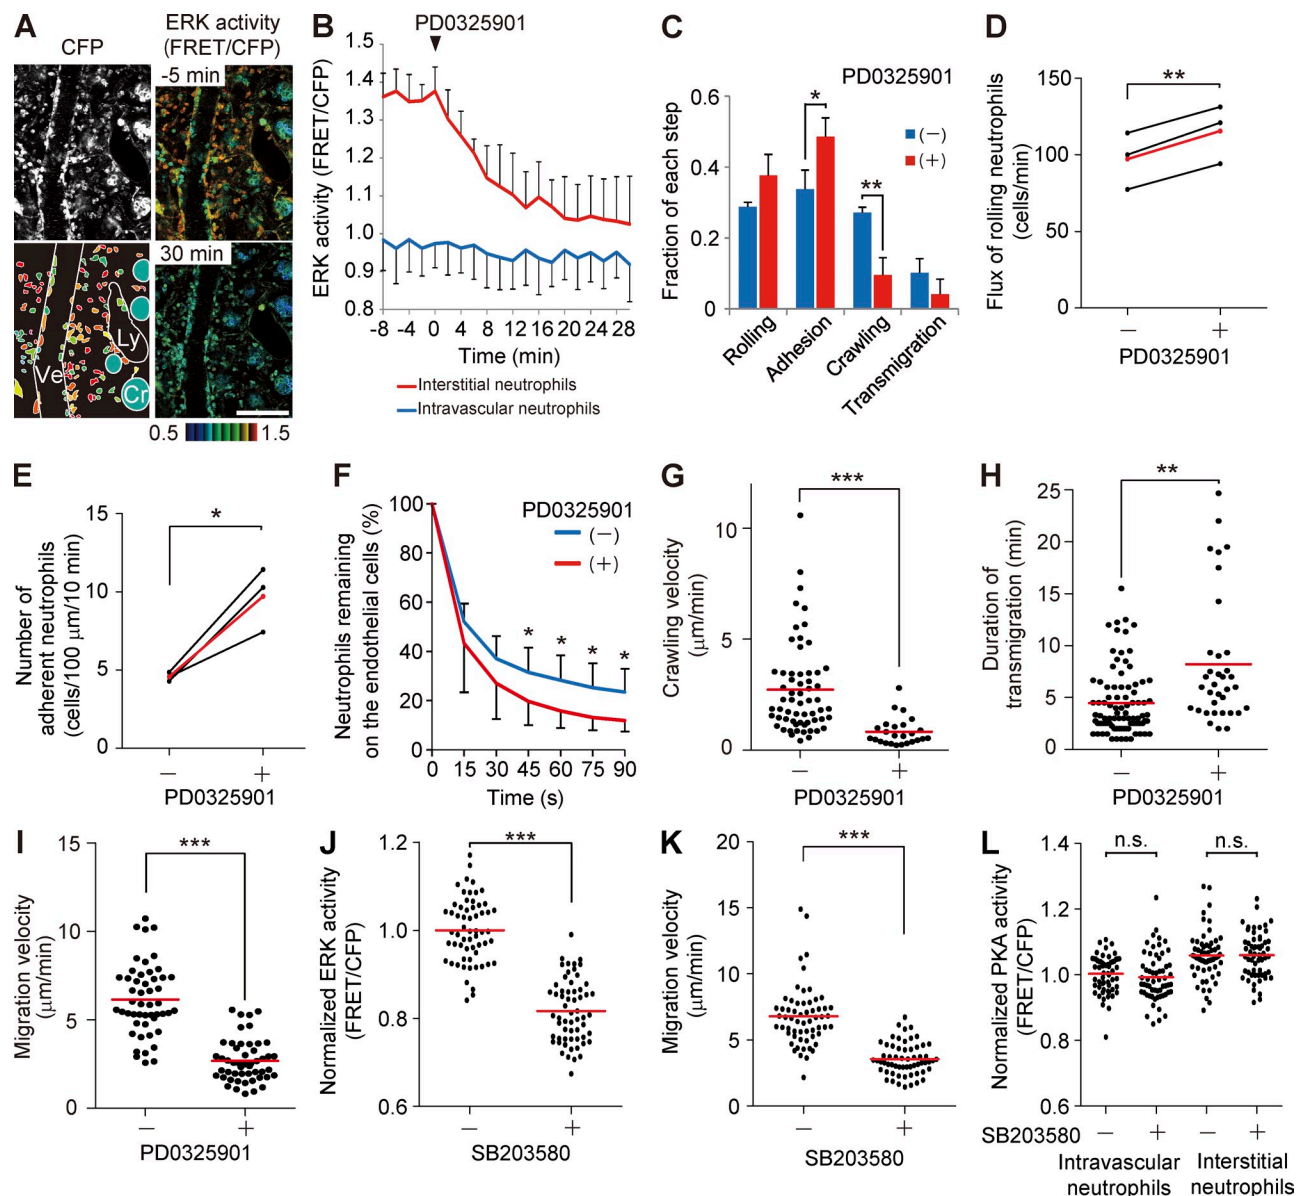 A
CFP
ERK activity
(FRET/CFP)
-5 min
30 min
Ve
Ly
Cr
0.5
1.5
B
PD0325901
ERK activity (FRET/CFP)
1.5
1.4
1.3
1.2
1.1
1.0
0.9
0.8
-8 -4 0 4 8 12 16 20 24 28
Time (min)
Interstitial neutrophils
Intravascular neutrophils
C
PD0325901
(−)
(+)
Fraction of each step
0.6
0.4
0.2
0
*
**
Rolling
Adhesion
Crawling
Transmigration
D
Flux of rolling neutrophils
(cells/min)
150
100
50
0
**
− +
PD0325901
E
Number of
adherent neutrophils
(cells/100 μm/10 min)
15
10
5
0
*
− +
PD0325901
F
PD0325901
(−)
(+)
Neutrophils remaining
on the endothelial cells (%)
100
80
60
40
20
0
* * * *
0 15 30 45 60 75 90
Time (s)
G
Crawling velocity
(μm/min)
10
5
0
***
− +
PD0325901
H
Duration of
transmigration (min)
25
20
15
10
5
0
**
− +
PD0325901
I
Migration velocity
(μm/min)
15
10
5
0
***
− +
PD0325901
J
Normalized ERK activity
(FRET/CFP)
1.2
1.0
0.8
0.6
***
− +
SB203580
K
Migration velocity
(μm/min)
20
15
10
5
0
***
− +
SB203580
L
Normalized PKA activity
(FRET/CFP)
1.4
1.2
1.0
0.8
0.6
n.s. n.s.
SB203580 − + − +
Intravascular
neutrophils
Interstitial
neutrophils